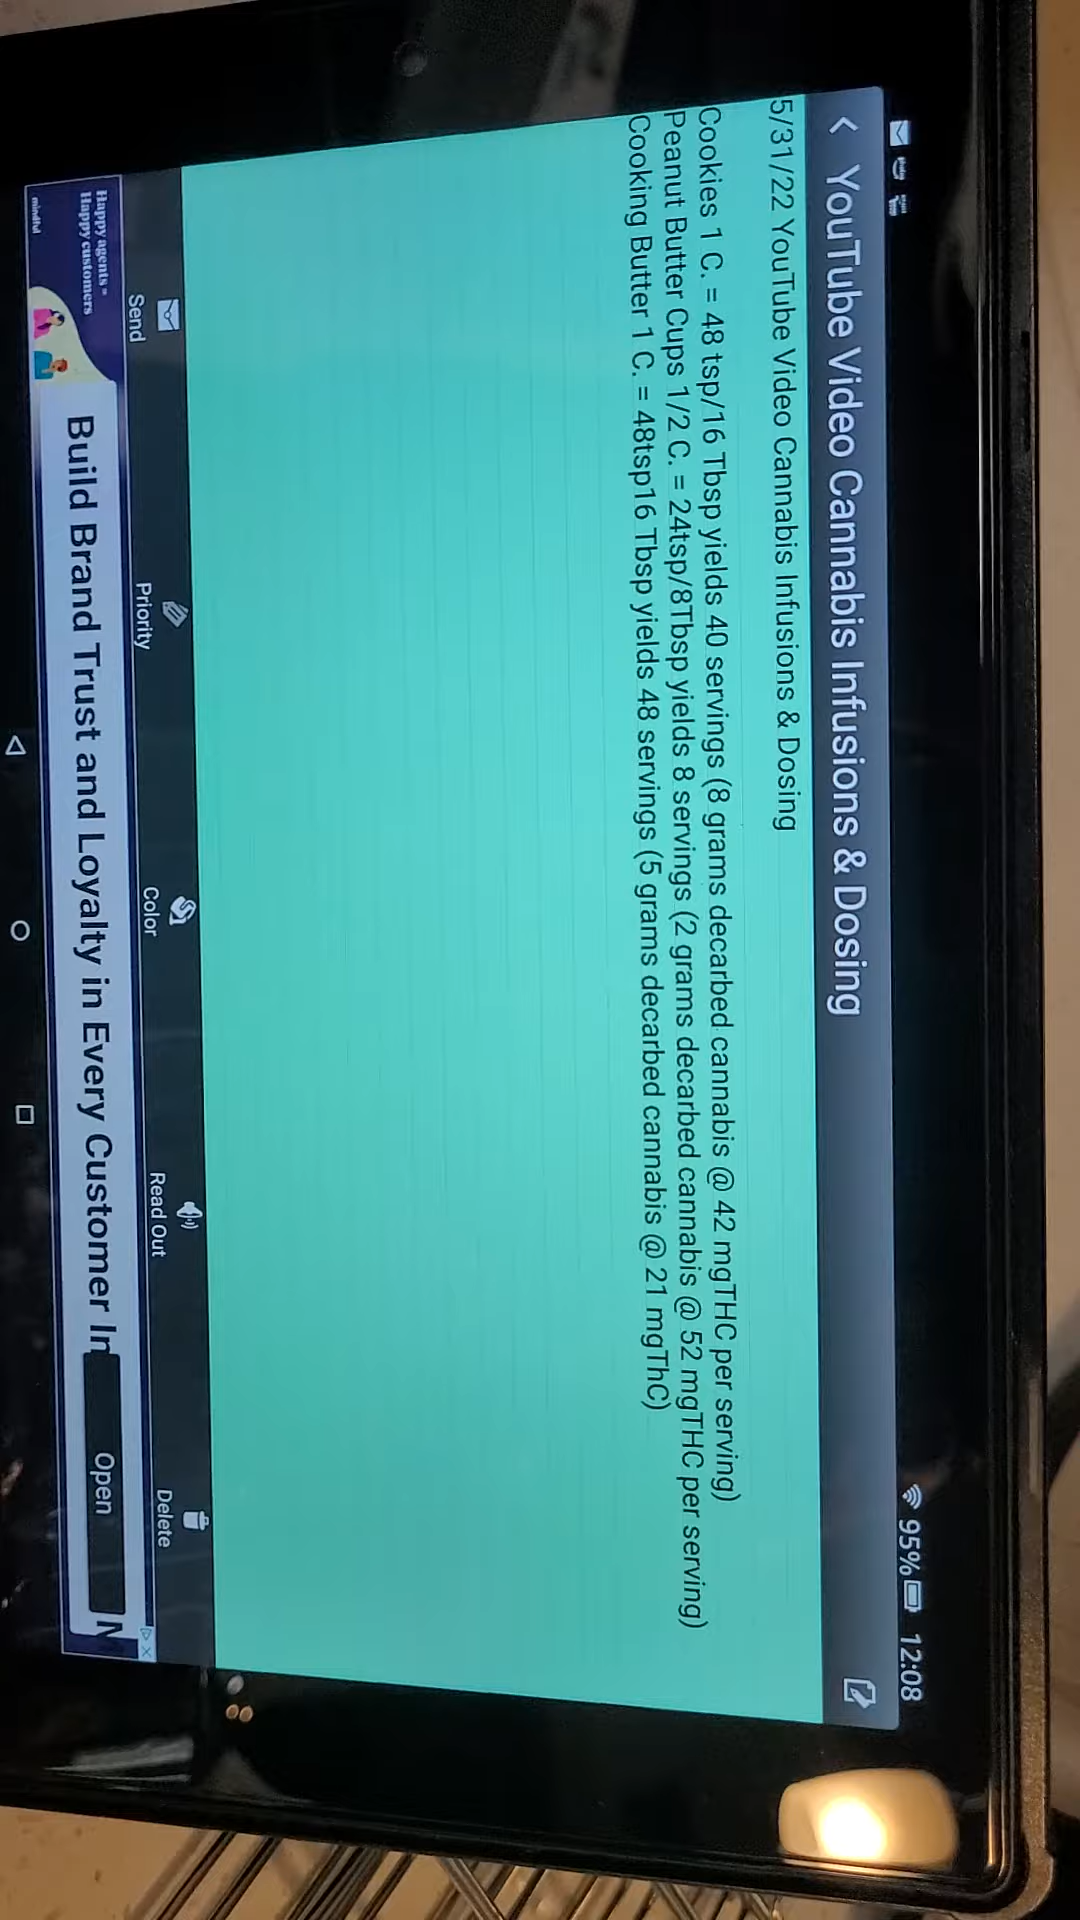 95% 12:08
YouTube Video Cannabis Infusions & Dosing
5/31/22 YouTube Video Cannabis Infusions & Dosing
Cookies 1 C. = 48 tsp/16 Tbsp yields 40 servings (8 grams decarbed cannabis @ 42 mgTHC per serving)
Peanut Butter Cups 1/2 C. = 24tsp/8Tbsp yields 8 servings (2 grams decarbed cannabis @ 52 mgTHC per serving)
Cooking Butter 1 C. = 48tsp16 Tbsp yields 48 servings (5 grams decarbed cannabis @ 21 mgThC)
Send Priority Color Read Out Delete
Happy agents =
Happy customers
mindful
Build Brand Trust and Loyalty in Every Customer In
Open